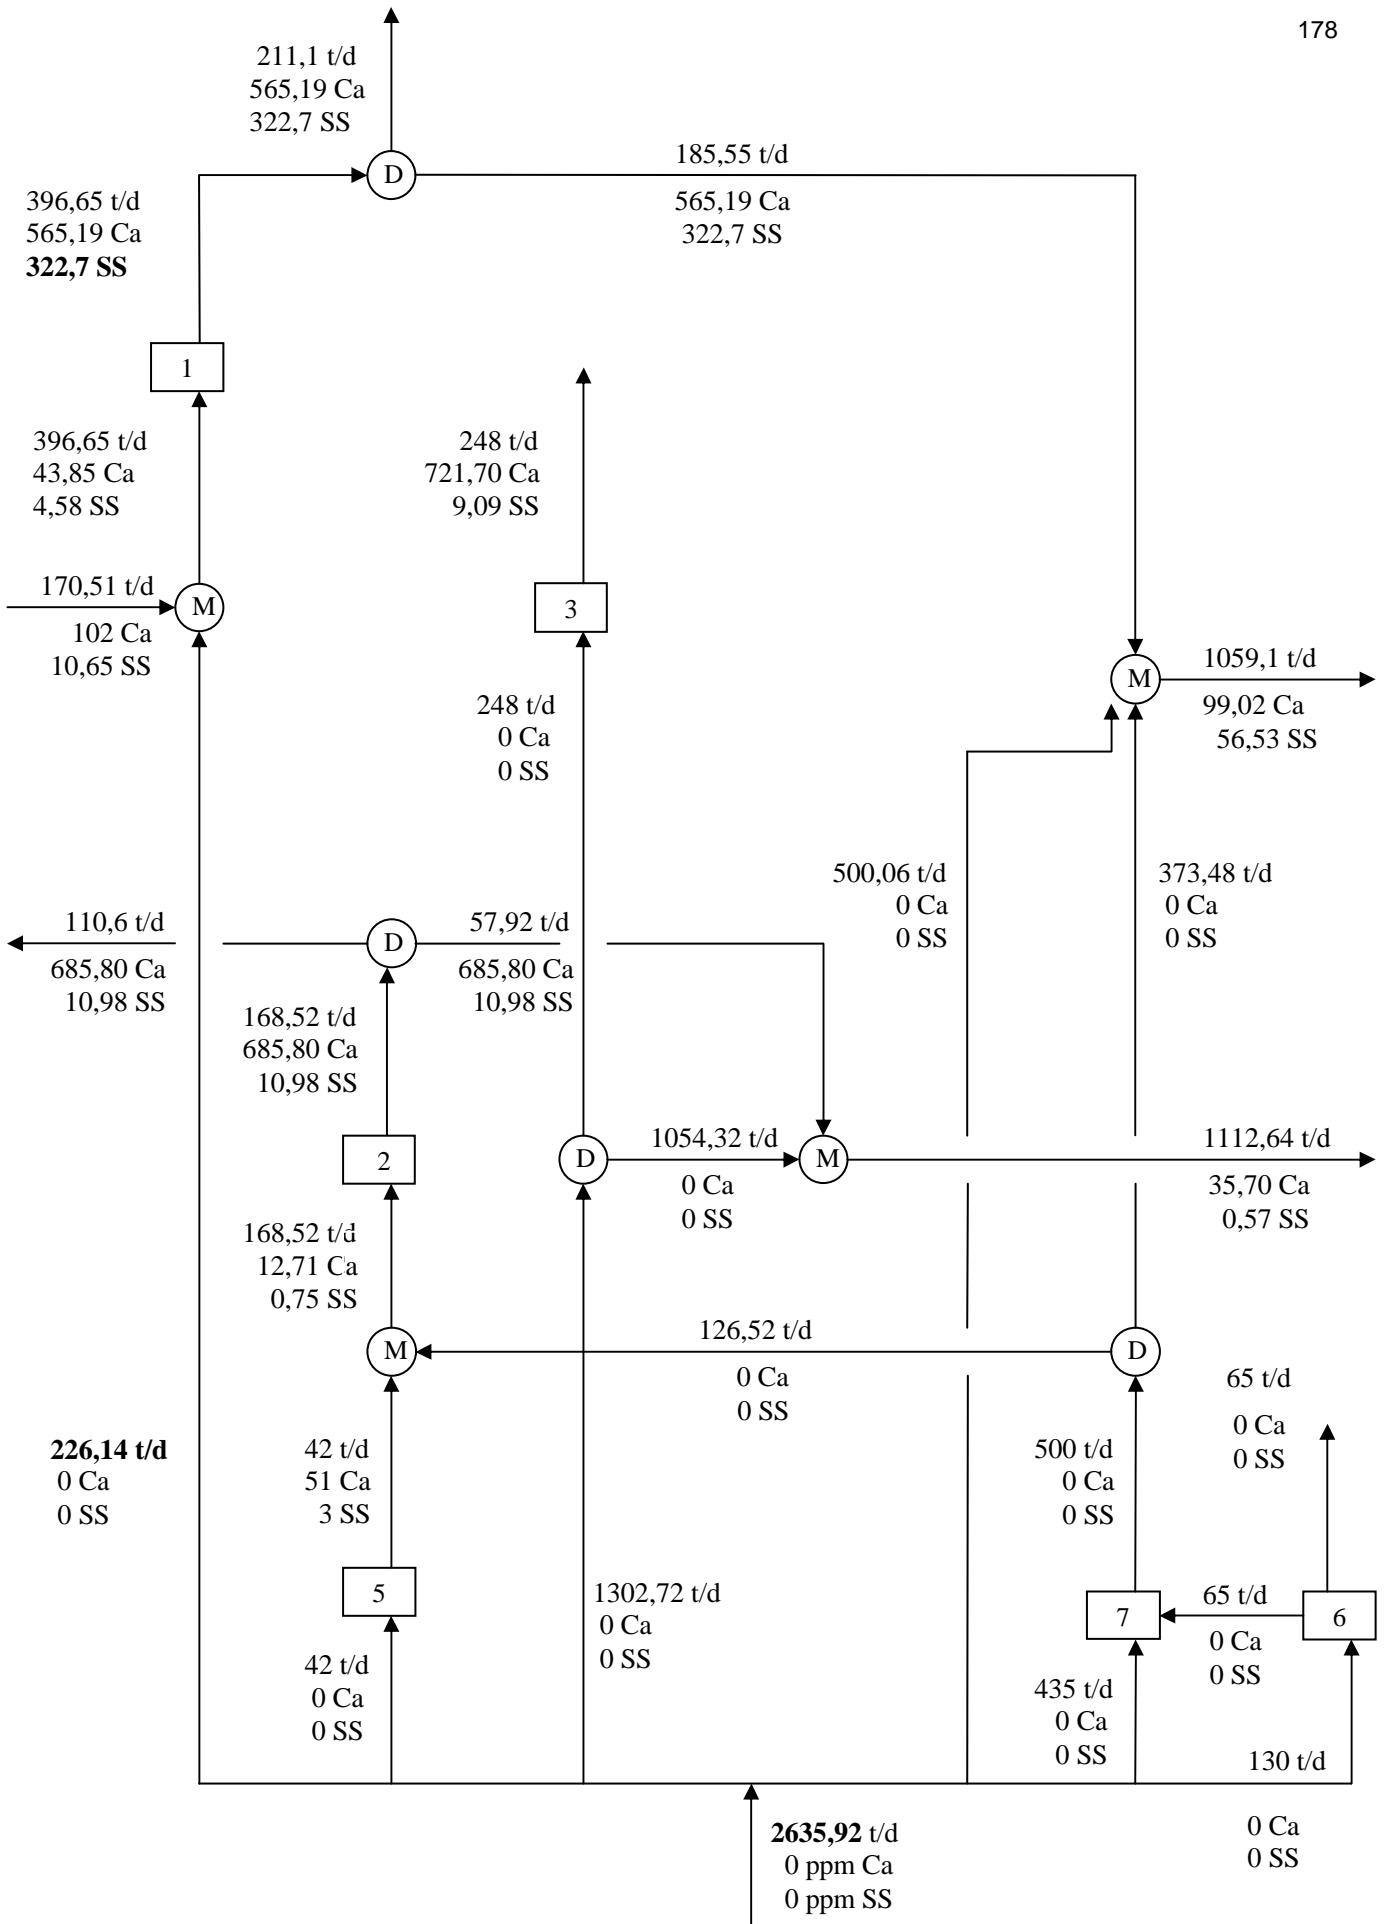 178
211,1 t/d
565,19 Ca
322,7 SS
D
185,55 t/d
565,19 Ca
322,7 SS
396,65 t/d
565,19 Ca
322,7 SS
1
396,65 t/d
43,85 Ca
4,58 SS
248 t/d
721,70 Ca
9,09 SS
170,51 t/d
M
102 Ca
10,65 SS
3
M
1059,1 t/d
99,02 Ca
56,53 SS
248 t/d
0 Ca
0 SS
500,06 t/d
0 Ca
0 SS
373,48 t/d
0 Ca
0 SS
110,6 t/d
685,80 Ca
10,98 SS
D
57,92 t/d
685,80 Ca
10,98 SS
168,52 t/d
685,80 Ca
10,98 SS
2
D
1054,32 t/d
0 Ca
0 SS
M
1112,64 t/d
35,70 Ca
0,57 SS
168,52 t/d
12,71 Ca
0,75 SS
M
126,52 t/d
0 Ca
0 SS
D
65 t/d
0 Ca
0 SS
226,14 t/d
0 Ca
0 SS
42 t/d
51 Ca
3 SS
500 t/d
0 Ca
0 SS
5
1302,72 t/d
0 Ca
0 SS
7
65 t/d
0 Ca
0 SS
6
42 t/d
0 Ca
0 SS
435 t/d
0 Ca
0 SS
130 t/d
0 Ca
0 SS
2635,92 t/d
0 ppm Ca
0 ppm SS